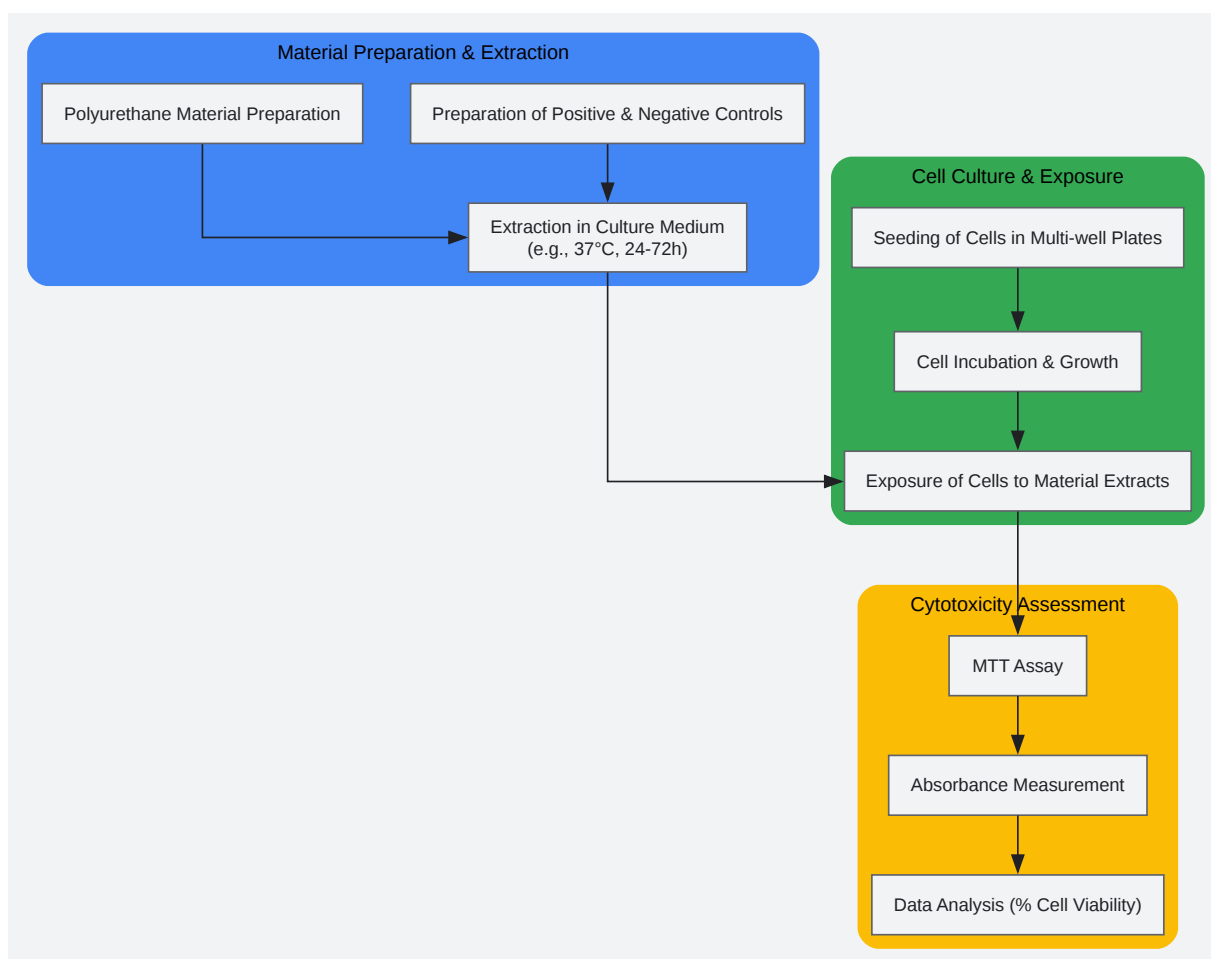 Material Preparation & Extraction
Polyurethane Material Preparation
Preparation of Positive & Negative Controls
Extraction in Culture Medium
(e.g., 37°C, 24-72h)
Cell Culture & Exposure
Seeding of Cells in Multi-well Plates
Cell Incubation & Growth
Exposure of Cells to Material Extracts
Cytotoxicity Assessment
MTT Assay
Absorbance Measurement
Data Analysis (% Cell Viability)